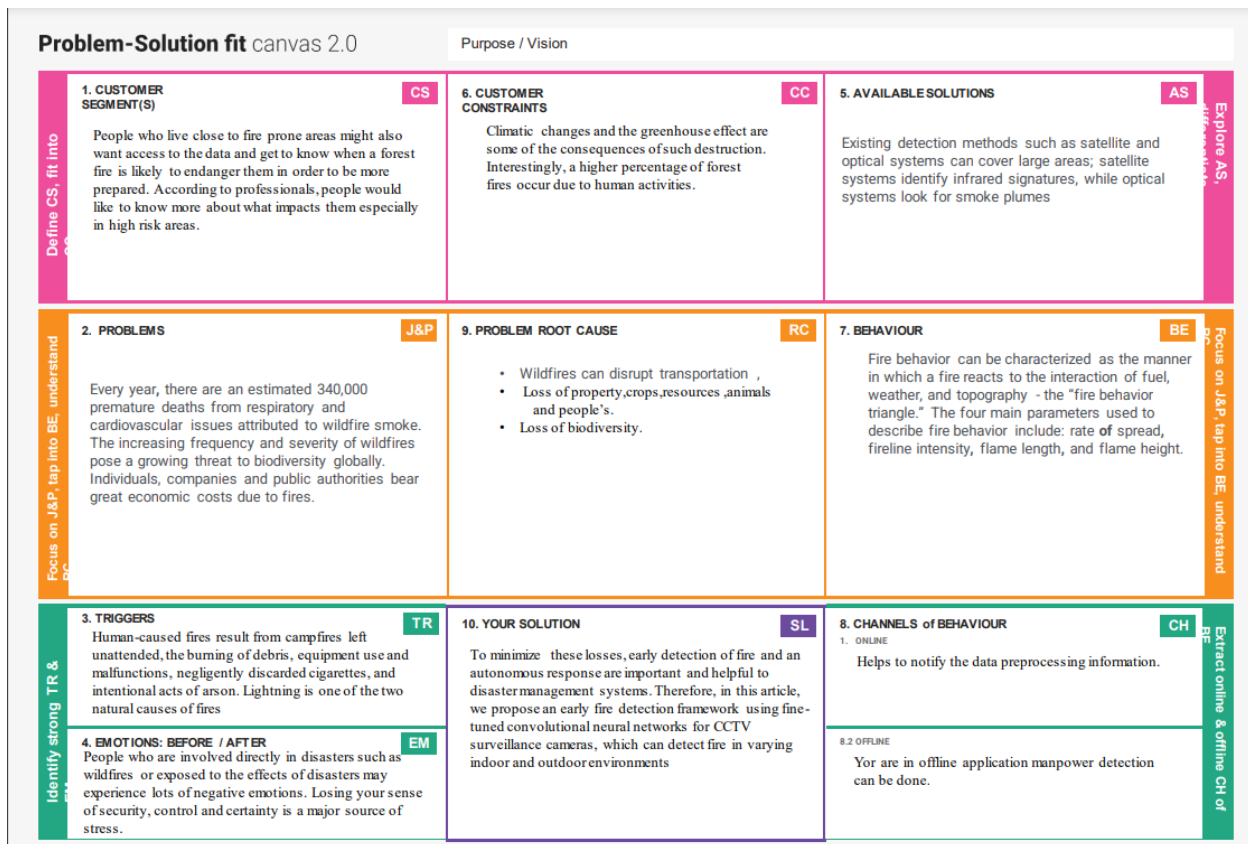 Problem-Solution fit canvas 2.0
Purpose / Vision
Define CS, fit into
1. CUSTOMER
SEGMENT(S)
CS
People who live close to fire prone areas might also
want access to the data and get to know when a forest
fire is likely to endanger them in order to be more
prepared. According to professionals, people would
like to know more about what impacts them especially
in high risk areas.
6. CUSTOMER
CONSTRAINTS
CC
Climatic changes and the greenhouse effect are
some of the consequences of such destruction.
Interestingly, a higher percentage of forest
fires occur due to human activities.
5. AVAILABLE SOLUTIONS
AS
Existing detection methods such as satellite and
optical systems can cover large areas; satellite
systems identify infrared signatures, while optical
systems look for smoke plumes
Explore AS,
Focus on J&P, tap into BE, understand
2. PROBLEMS
J&P
Every year, there are an estimated 340,000
premature deaths from respiratory and
cardiovascular issues attributed to wildfire smoke.
The increasing frequency and severity of wildfires
pose a growing threat to biodiversity globally.
Individuals, companies and public authorities bear
great economic costs due to fires.
9. PROBLEM ROOT CAUSE
RC
• Wildfires can disrupt transportation ,
• Loss of property,crops,resources ,animals
and people's.
• Loss of biodiversity.
7. BEHAVIOUR
BE
Fire behavior can be characterized as the manner
in which a fire reacts to the interaction of fuel,
weather, and topography - the “fire behavior
triangle.” The four main parameters used to
describe fire behavior include: rate of spread,
fireline intensity, flame length, and flame height.
Focus on J&P, tap into BE, understand
Identify strong TR &
3. TRIGGERS
TR
Human-caused fires result from campfires left
unattended, the burning of debris, equipment use and
malfunctions, negligently discarded cigarettes, and
intentional acts of arson. Lightning is one of the two
natural causes of fires
4. EMOTIONS: BEFORE / AFTER
EM
People who are involved directly in disasters such as
wildfires or exposed to the effects of disasters may
experience lots of negative emotions. Losing your sense
of security, control and certainty is a major source of
stress.
10. YOUR SOLUTION
SL
To minimize these losses, early detection of fire and an
autonomous response are important and helpful to
disaster management systems. Therefore, in this article,
we propose an early fire detection framework using fine-
tuned convolutional neural networks for CCTV
surveillance cameras, which can detect fire in varying
indoor and outdoor environments
8. CHANNELS of BEHAVIOUR
CH
1. ONLINE
Helps to notify the data preprocessing information.
8.2 OFFLINE
Yor are in offline application manpower detection
can be done.
Extract online & offline CH of